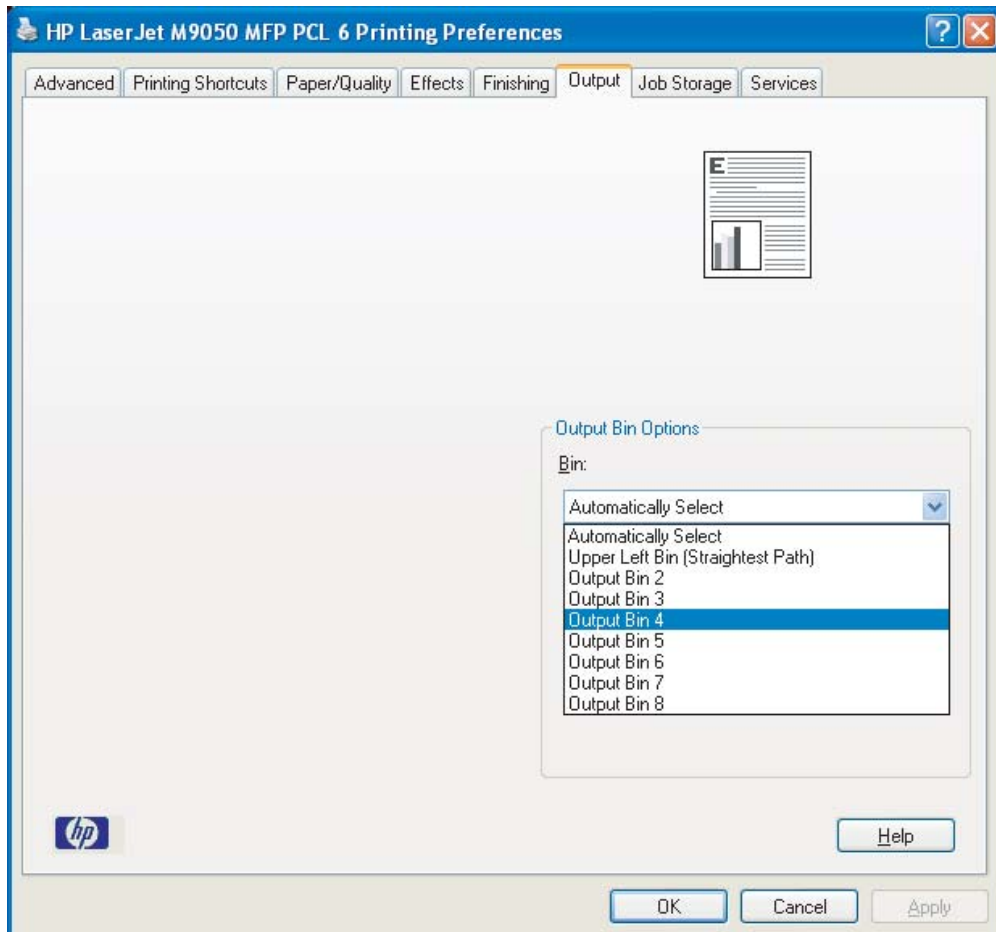 HP LaserJet M9050 MFP PCL 6 Printing Preferences
Advanced Printing Shortcuts Paper/Quality Effects Finishing Output Job Storage Services
E
Output Bin Options
Bin:
Automatically Select
Automatically Select
Upper Left Bin (Straightest Path)
Output Bin 2
Output Bin 3
Output Bin 4
Output Bin 5
Output Bin 6
Output Bin 7
Output Bin 8
hp
Help
OK Cancel Apply